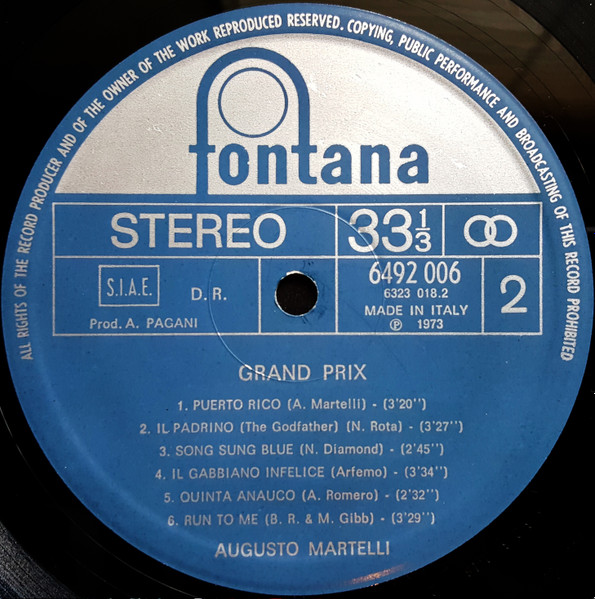 ALL RIGHTS OF THE RECORD PRODUCER AND OF THE OWNER OF THE WORK REPRODUCED RESERVED. COPYING, PUBLIC PERFORMANCE AND BROADCASTING OF THIS RECORD PROHIBITED
fontana
STEREO 33 1/3
S.I.A.E. D.R. 6492 006 2
6323 018.2
Prod. A. PAGANI MADE IN ITALY
℗ 1973
GRAND PRIX
1. PUERTO RICO (A. Martelli) - (3'20'')
2. IL PADRINO (The Godfather) (N. Rota) - (3'27'')
3. SONG SUNG BLUE (N. Diamond) - (2'45'')
4. IL GABBIANO INFELICE (Arfemo) - (3'34'')
5. QUINTA ANAUCO (A. Romero) - (2'32'')
6. RUN TO ME (B. R. & M. Gibb) - (3'29'')
AUGUSTO MARTELLI